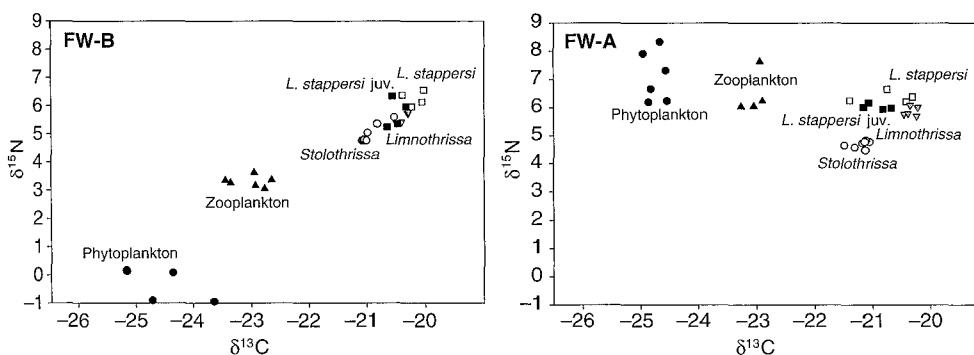 FW-B
L. stappersi
L. stappersi juv.
Limnothrissa
Stolothrissa
Zooplankton
Phytoplankton
δ15N
9
8
7
6
5
4
3
2
1
0
–1
–26 –25 –24 –23 –22 –21 –20
δ13C
FW-A
Zooplankton
L. stappersi
Phytoplankton
L. stappersi juv.
Limnothrissa
Stolothrissa
δ15N
9
8
7
6
5
4
3
2
1
0
–1
–26 –25 –24 –23 –22 –21 –20
δ13C